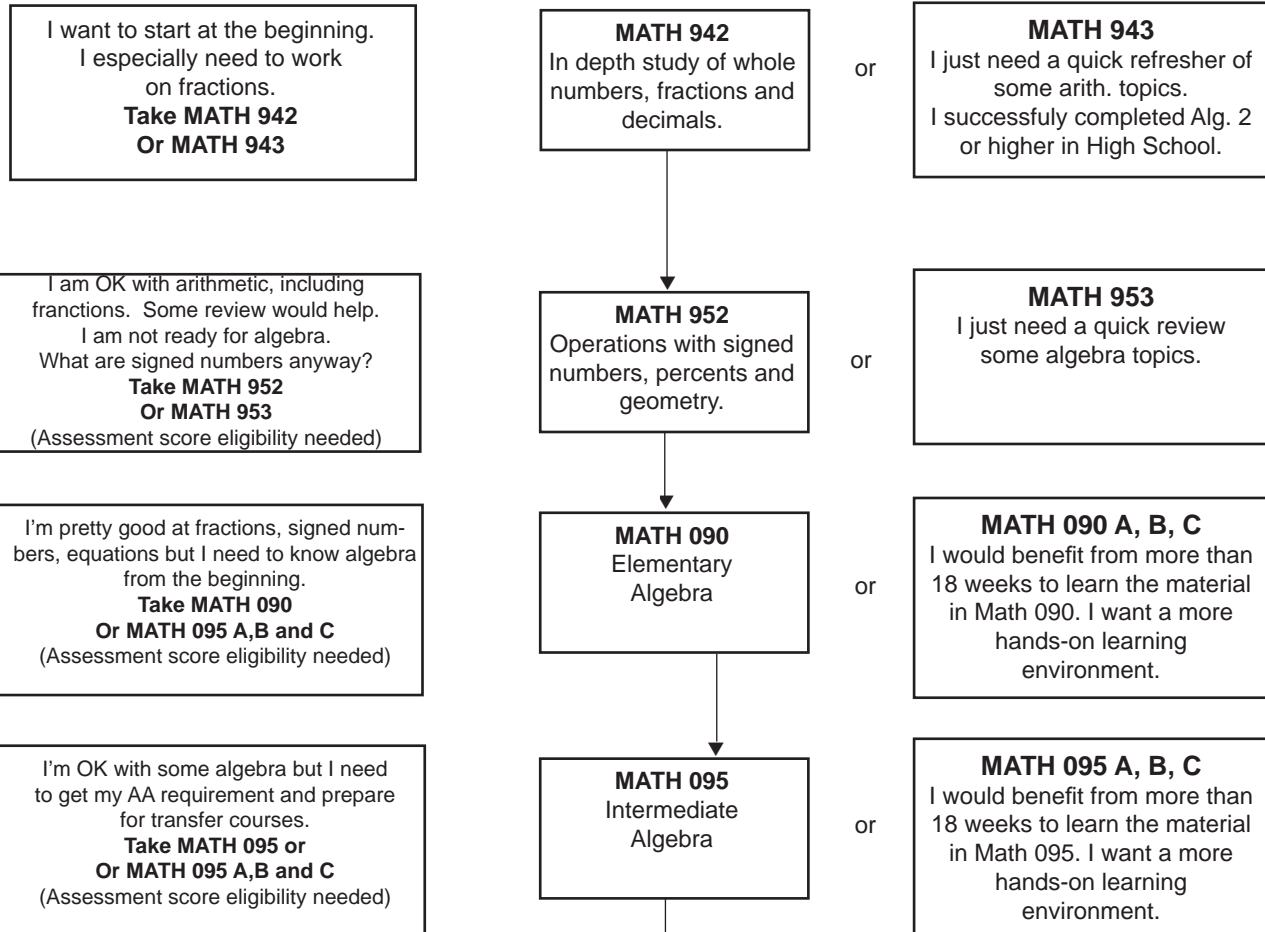 I want to start at the beginning.
I especially need to work
on fractions.
Take MATH 942
Or MATH 943
MATH 942
In depth study of whole
numbers, fractions and
decimals.
or
MATH 943
I just need a quick refresher of
some arith. topics.
I successfuly completed Alg. 2
or higher in High School.
I am OK with arithmetic, including
franctions.  Some review would help.
I am not ready for algebra.
What are signed numbers anyway?
Take MATH 952
Or MATH 953
(Assessment score eligibility needed)
MATH 952
Operations with signed
numbers, percents and
geometry.
or
MATH 953
I just need a quick review
some algebra topics.
I'm pretty good at fractions, signed num-
bers, equations but I need to know algebra
from the beginning.
Take MATH 090
Or MATH 095 A,B and C
(Assessment score eligibility needed)
MATH 090
Elementary
Algebra
or
MATH 090 A, B, C
I would benefit from more than
18 weeks to learn the material
in Math 090. I want a more
hands-on learning
environment.
I'm OK with some algebra but I need
to get my AA requirement and prepare
for transfer courses.
Take MATH 095 or
Or MATH 095 A,B and C
(Assessment score eligibility needed)
MATH 095
Intermediate
Algebra
or
MATH 095 A, B, C
I would benefit from more than
18 weeks to learn the material
in Math 095. I want a more
hands-on learning
environment.